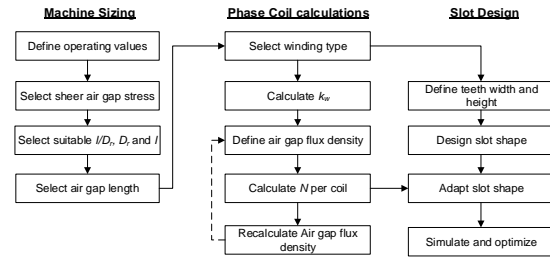 Machine Sizing
Define operating values
Select sheer air gap stress
Select suitable l/Dr, Dr and l
Select air gap length
Phase Coil calculations
Select winding type
Calculate kw
Define air gap flux density
Calculate N per coil
Recalculate Air gap flux
density
Slot Design
Define teeth width and
height
Design slot shape
Adapt slot shape
Simulate and optimize